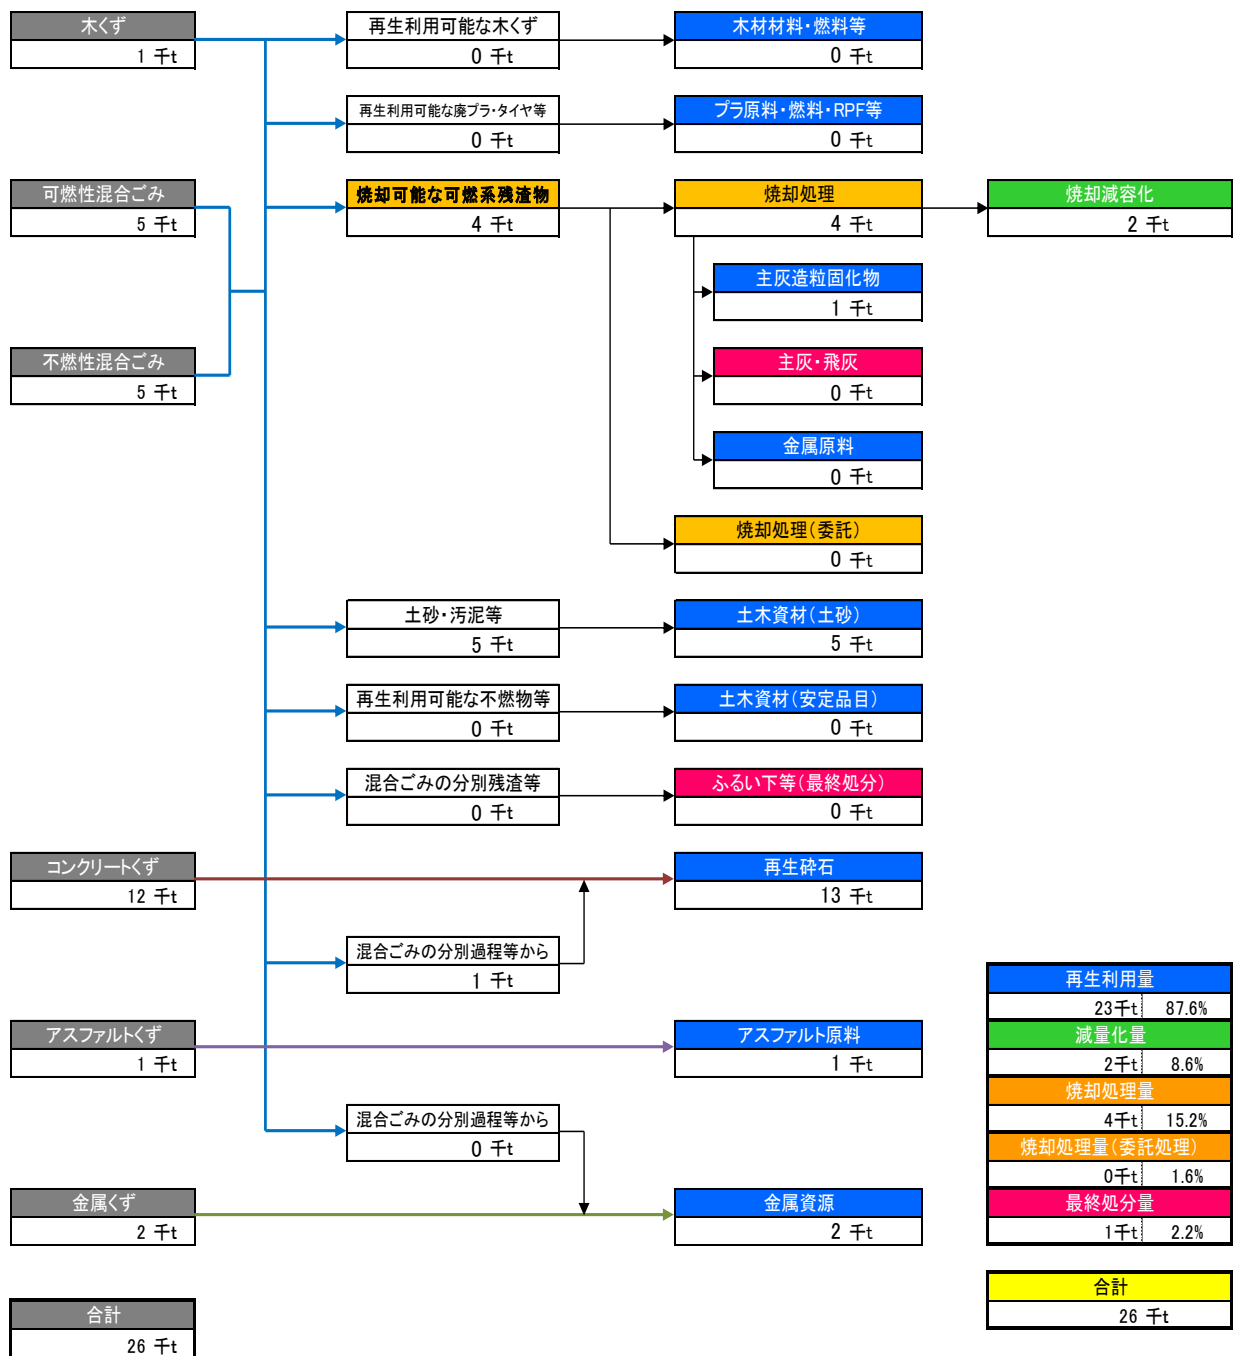 木くず
1 千t
再生利用可能な木くず
0 千t
木材材料・燃料等
0 千t
再生利用可能な廃プラ・タイヤ等
0 千t
プラ原料・燃料・RPF等
0 千t
可燃性混合ごみ
5 千t
焼却可能な可燃系残渣物
4 千t
焼却処理
4 千t
焼却減容化
2 千t
主灰造粒固化物
1 千t
不燃性混合ごみ
5 千t
主灰・飛灰
0 千t
金属原料
0 千t
焼却処理(委託)
0 千t
土砂・汚泥等
5 千t
土木資材(土砂)
5 千t
再生利用可能な不燃物等
0 千t
土木資材(安定品目)
0 千t
混合ごみの分別残渣等
0 千t
ふるい下等(最終処分)
0 千t
コンクリートくず
12 千t
再生砕石
13 千t
混合ごみの分別過程等から
1 千t
アスファルトくず
1 千t
アスファルト原料
1 千t
混合ごみの分別過程等から
0 千t
金属くず
2 千t
金属資源
2 千t
再生利用量
23千t 87.6%
減量化量
2千t 8.6%
焼却処理量
4千t 15.2%
焼却処理量(委託処理)
0千t 1.6%
最終処分量
1千t 2.2%
合計
26 千t
合計
26 千t